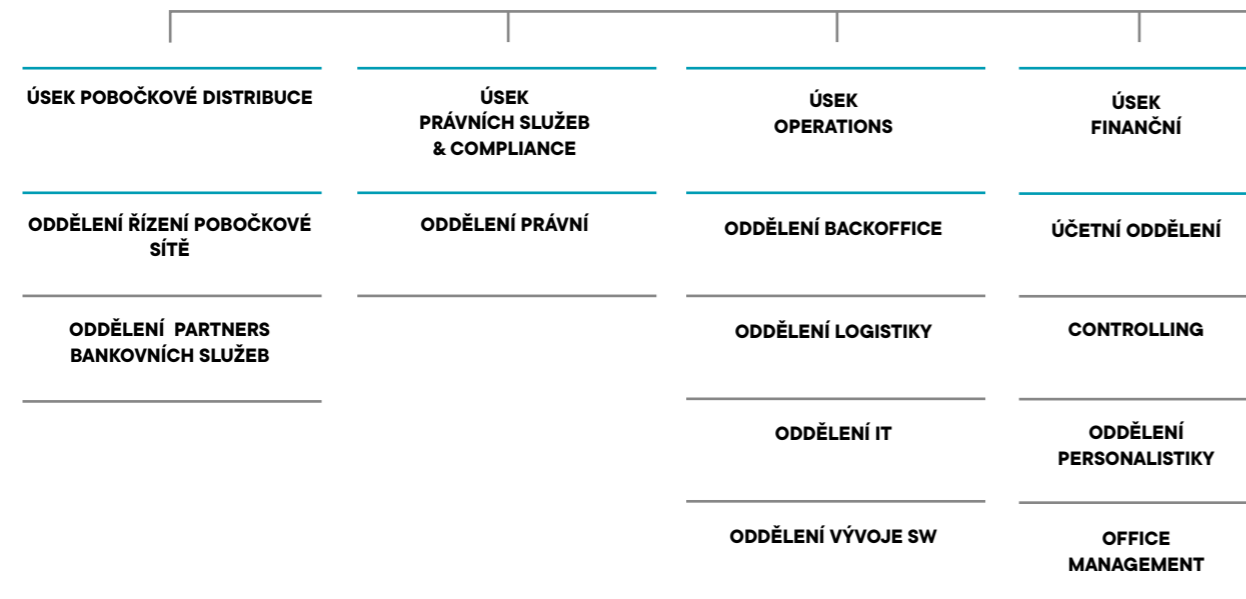 ÚSEK POBOČKOVÉ DISTRIBUCE
ODDĚLENÍ ŘÍZENÍ POBOČKOVÉ
SÍTĚ
ODDĚLENÍ PARTNERS
BANKOVNÍCH SLUŽEB
ÚSEK
PRÁVNÍCH SLUŽEB
& COMPLIANCE
ODDĚLENÍ PRÁVNÍ
ÚSEK
OPERATIONS
ODDĚLENÍ BACKOFFICE
ODDĚLENÍ LOGISTIKY
ODDĚLENÍ IT
ODDĚLENÍ VÝVOJE SW
ÚSEK
FINANČNÍ
ÚČETNÍ ODDĚLENÍ
CONTROLLING
ODDĚLENÍ
PERSONALISTIKY
OFFICE
MANAGEMENT